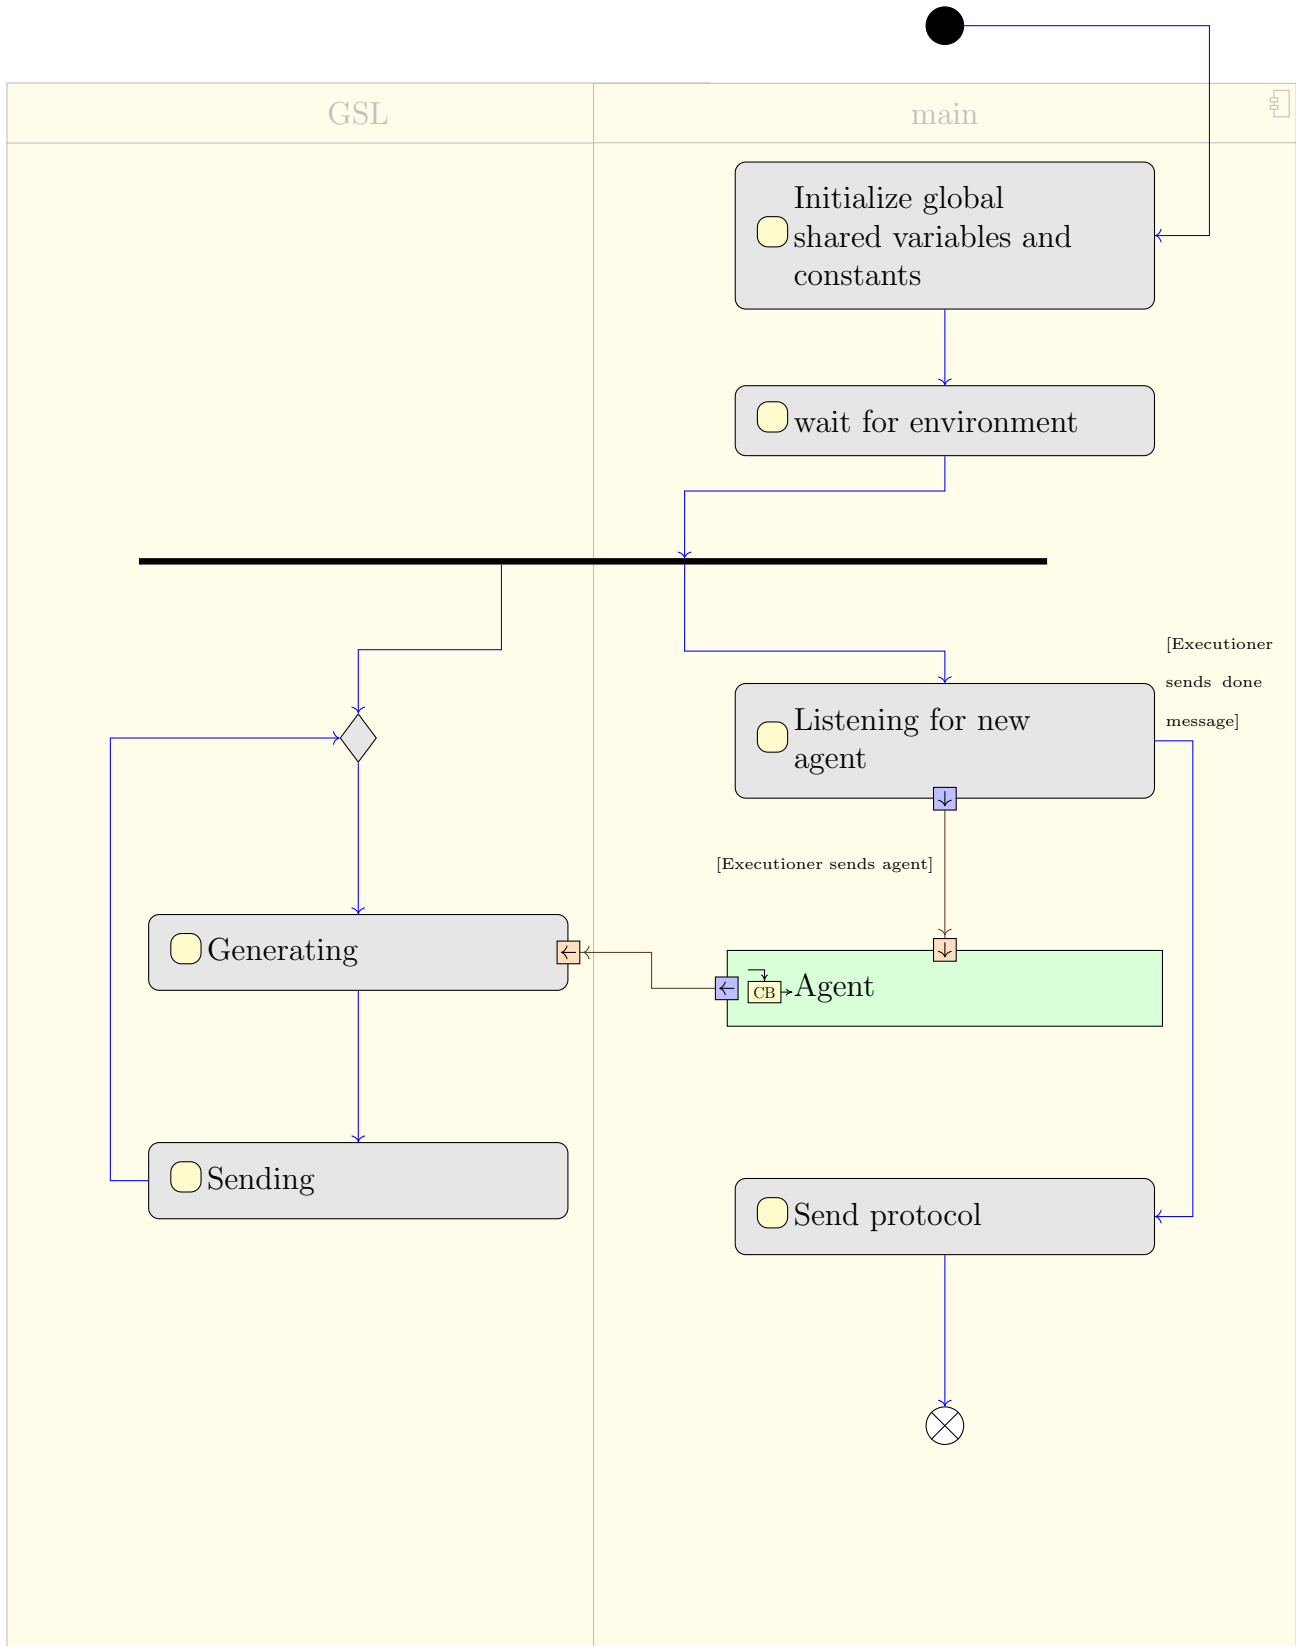 GSL
main
Initialize global
shared variables and
constants
wait for environment
[Executioner
sends done
message]
Listening for new
agent
[Executioner sends agent]
Generating
CB
Agent
Sending
Send protocol